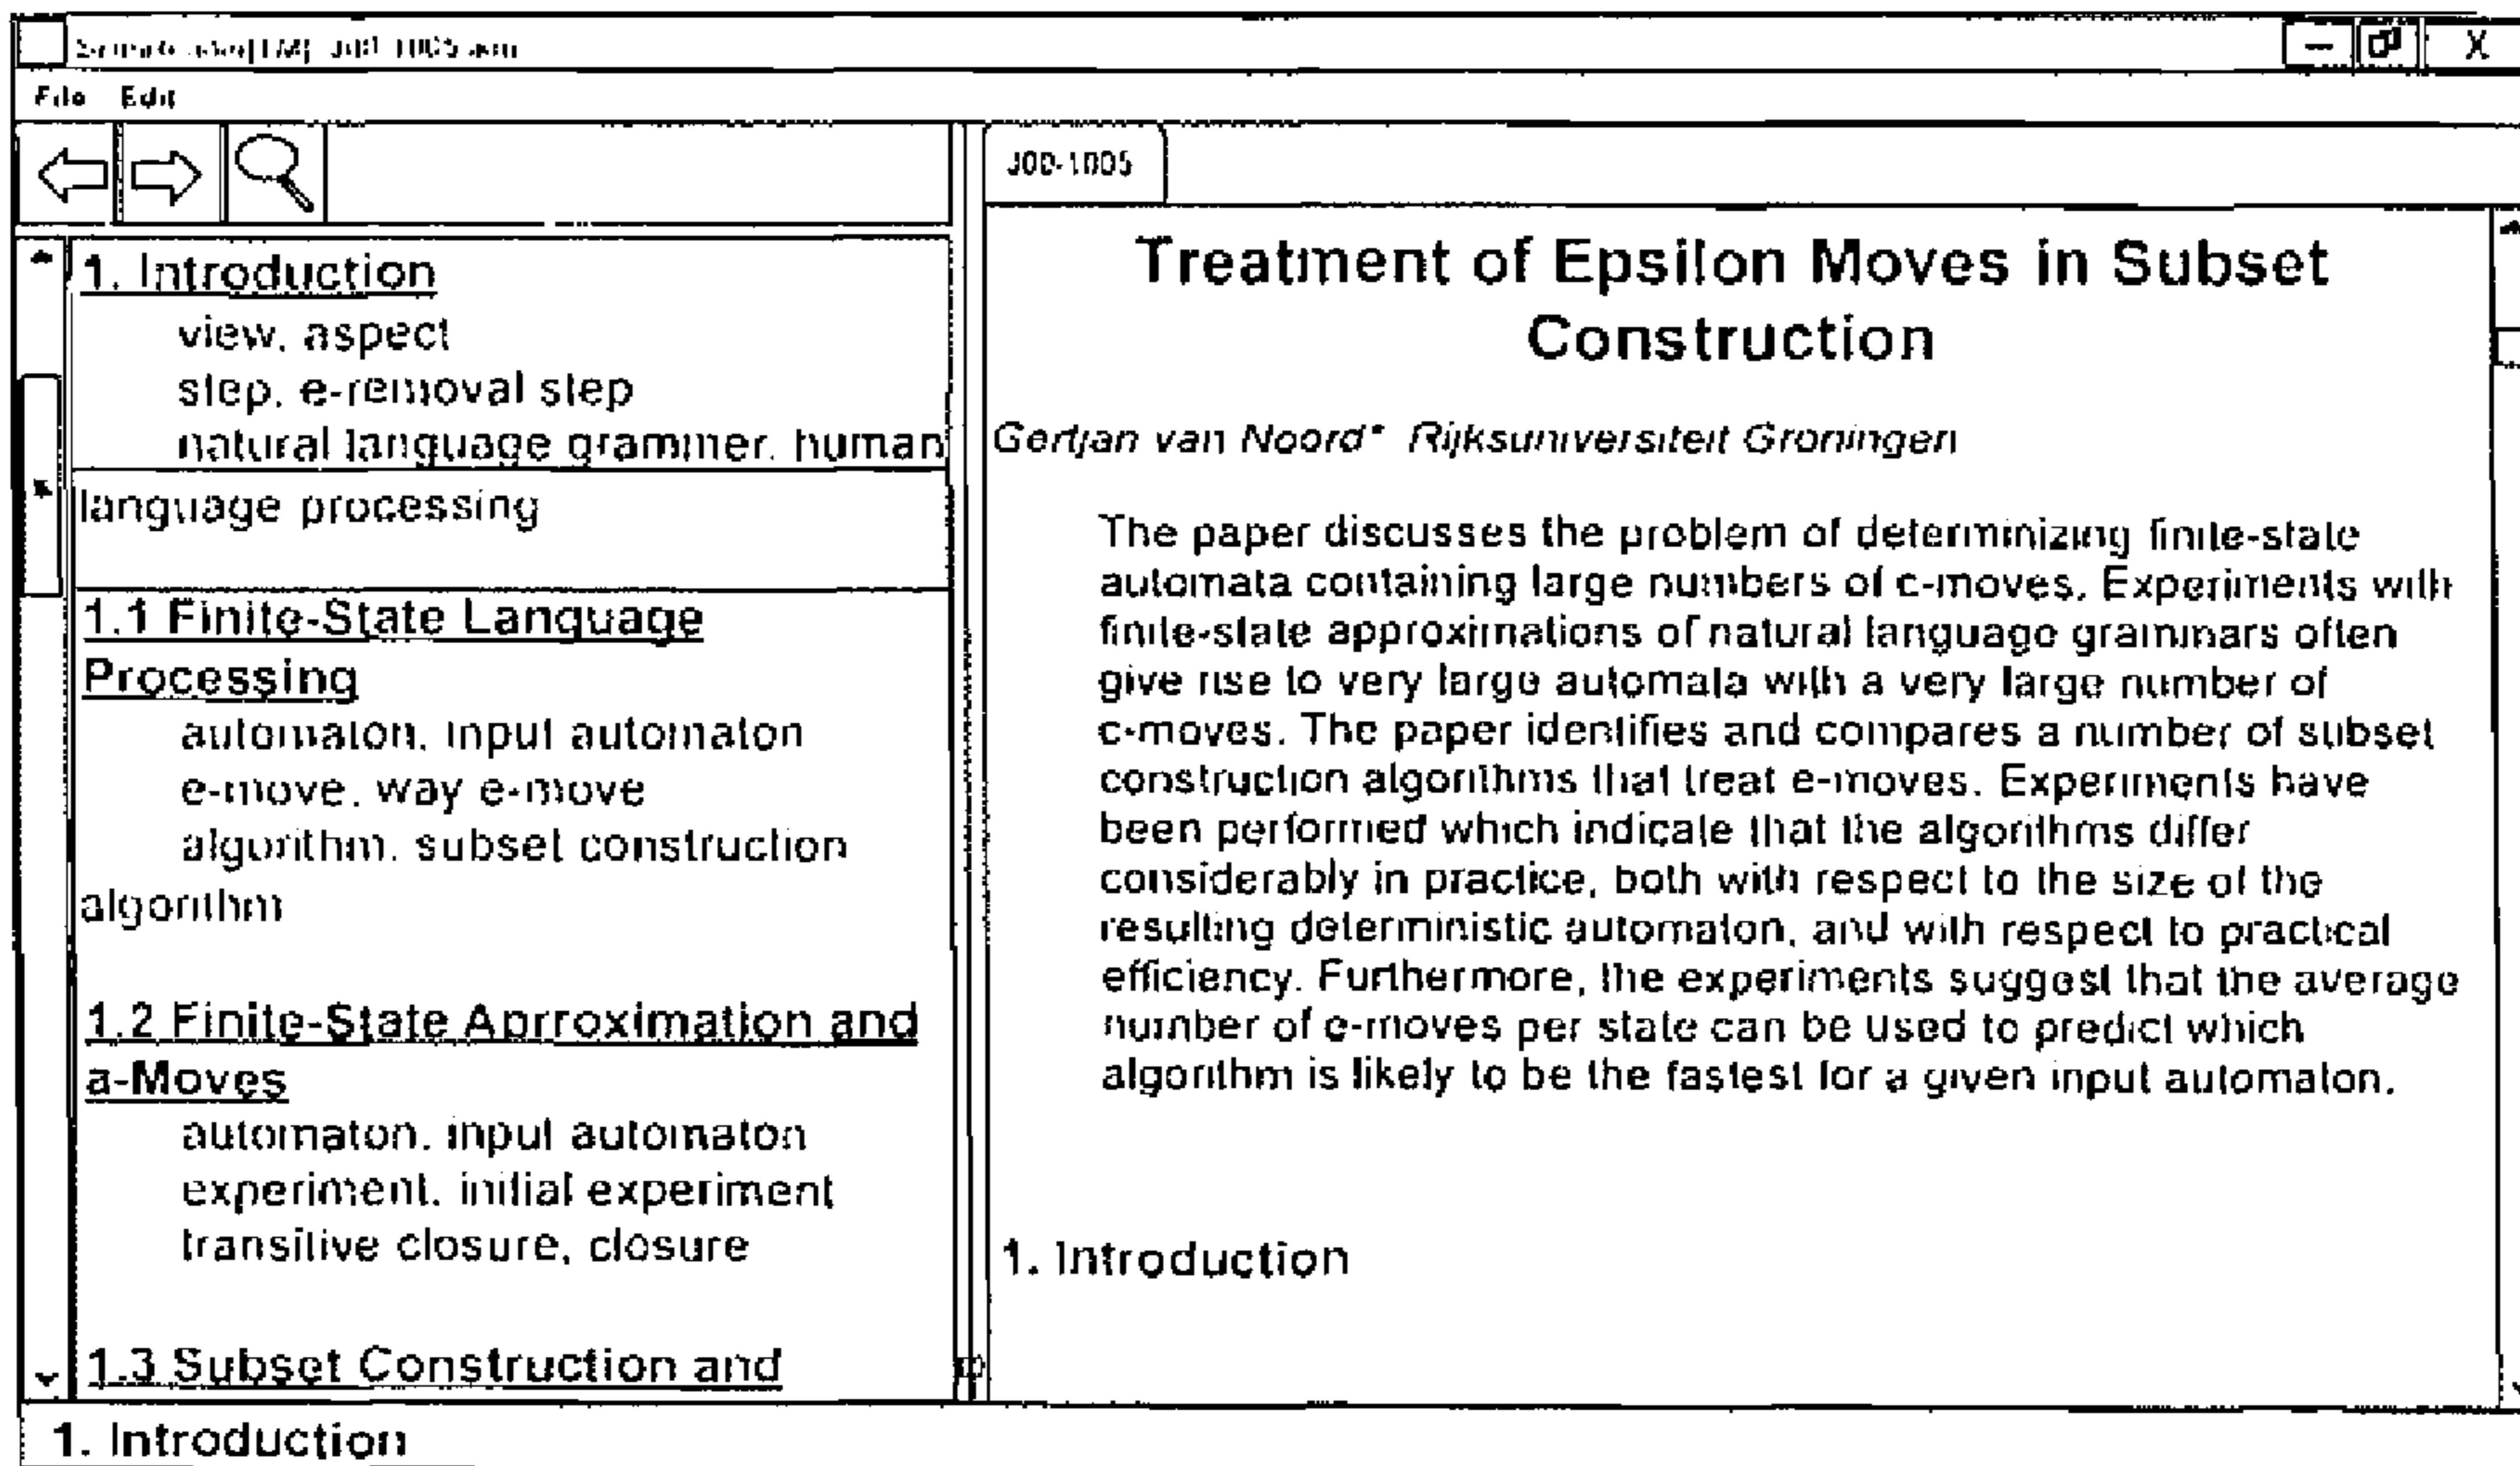 File Edit
J00-1005
1. Introduction
view, aspect
step, e-removal step
natural language grammer, human
language processing
1.1 Finite-State Language
Processing
automaton, input automaton
e-move, way e-move
algorithm, subset construction
algorithm
1.2 Finite-State Aprroximation and
a-Moves
automaton, input automaton
experiment, initial experiment
transitive closure, closure
1.3 Subset Construction and
Treatment of Epsilon Moves in Subset
Construction
Gertjan van Noord* Rijksuniversiteit Groningen
The paper discusses the problem of determinizing finite-state
automata containing large numbers of c-moves. Experiments with
finite-state approximations of natural language grammars often
give rise to very large automata with a very large number of
c-moves. The paper identifies and compares a number of subset
construction algorithms that treat e-moves. Experiments have
been performed which indicate that the algorithms differ
considerably in practice, both with respect to the size of the
resulting deterministic automaton, and with respect to practical
efficiency. Furthermore, the experiments suggest that the average
number of e-moves per state can be used to predict which
algorithm is likely to be the fastest for a given input automaton.
1. Introduction
1. Introduction